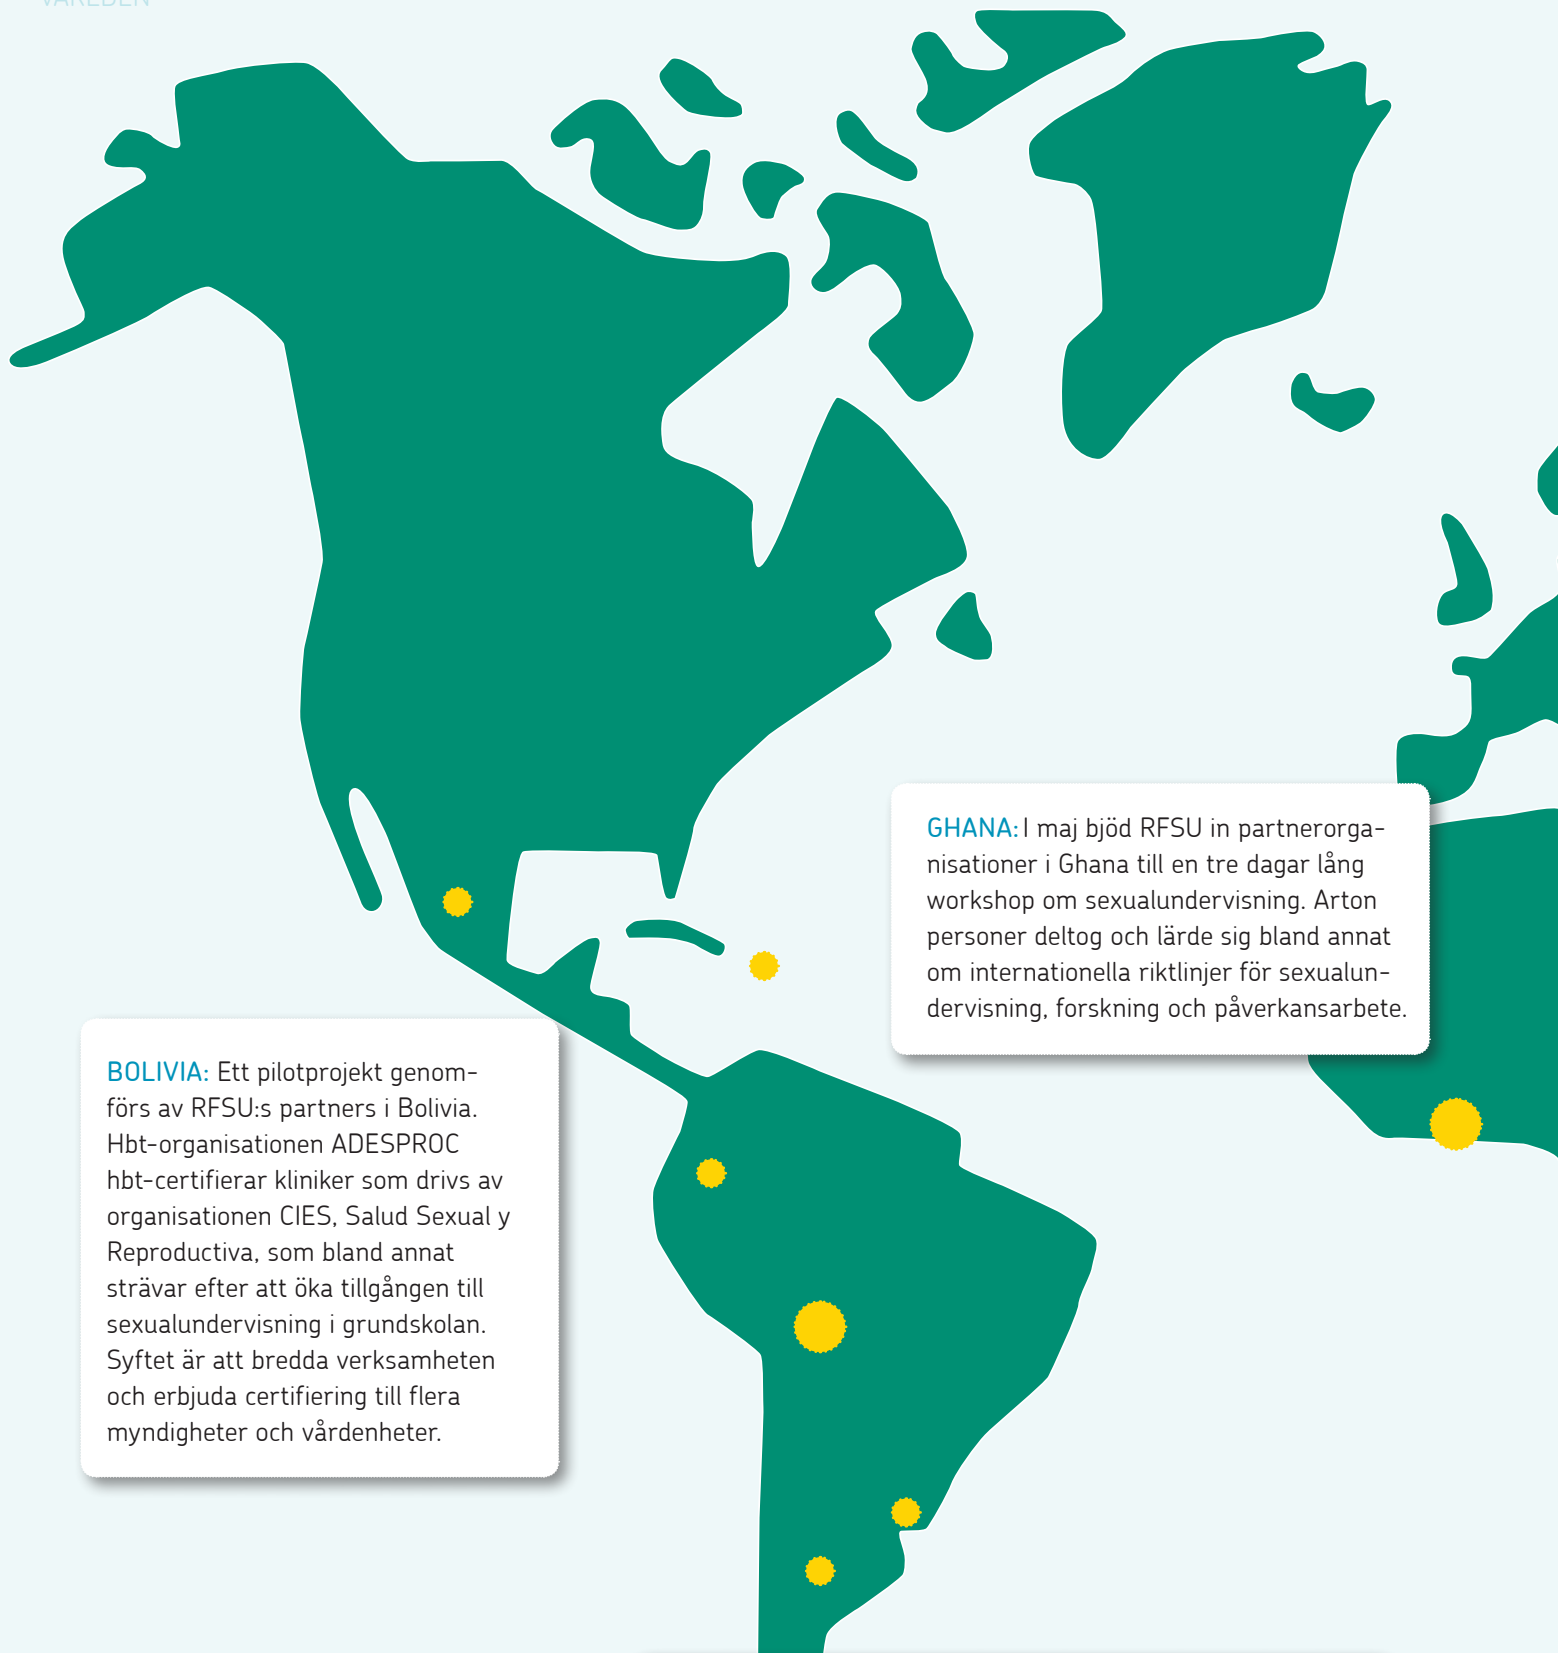 VÄRLDEN
GHANA: I maj bjöd RFSU in partnerorga-
nisationer i Ghana till en tre dagar lång
workshop om sexualundervisning. Arton
personer deltog och lärde sig bland annat
om internationella riktlinjer för sexualun-
dervisning, forskning och påverkansarbete.
BOLIVIA: Ett pilotprojekt genom-
förs av RFSU:s partners i Bolivia.
Hbt-organisationen ADESPROC
hbt-certifierar kliniker som drivs av
organisationen CIES, Salud Sexual y
Reproductiva, som bland annat
strävar efter att öka tillgången till
sexualundervisning i grundskolan.
Syftet är att bredda verksamheten
och erbjuda certifiering till flera
myndigheter och vårdenheter.